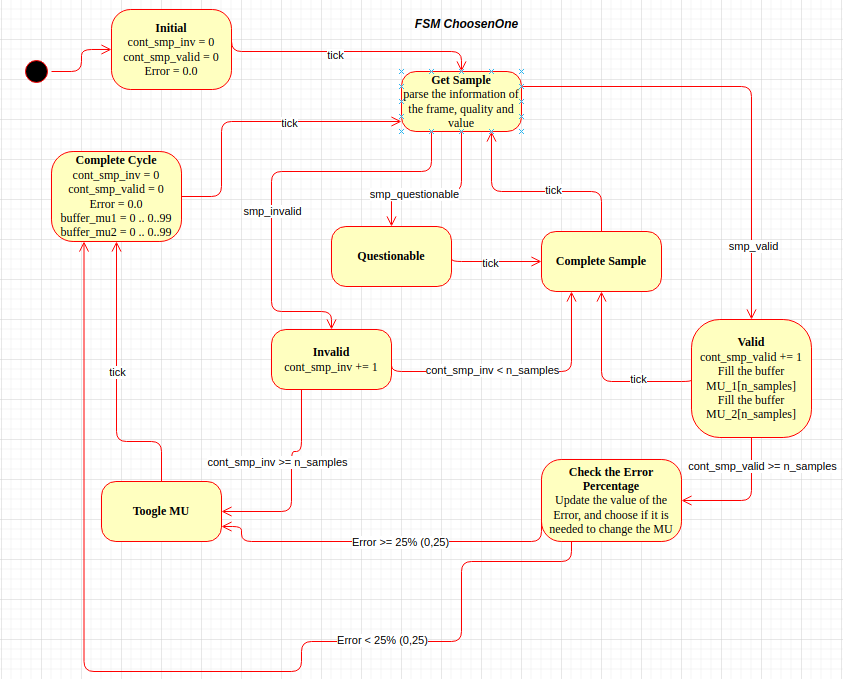 FSM ChoosenOne
Initial
cont_smp_inv = 0
cont_smp_valid = 0
Error = 0.0
tick
Get Sample
parse the information of
the frame, quality and
value
tick
Complete Cycle
cont_smp_inv = 0
cont_smp_valid = 0
Error = 0.0
buffer_mu1 = 0 .. 0..99
buffer_mu2 = 0 .. 0..99
smp_invalid
smp_questionable
tick
smp_valid
Questionable
tick
Complete Sample
Invalid
cont_smp_inv += 1
cont_smp_inv < n_samples
tick
Valid
cont_smp_valid += 1
Fill the buffer
MU_1[n_samples]
Fill the buffer
MU_2[n_samples]
tick
cont_smp_inv >= n_samples
cont_smp_valid >= n_samples
Toogle MU
Check the Error
Percentage
Update the value of the
Error, and choose if it is
needed to change the MU
Error >= 25% (0,25)
Error < 25% (0,25)